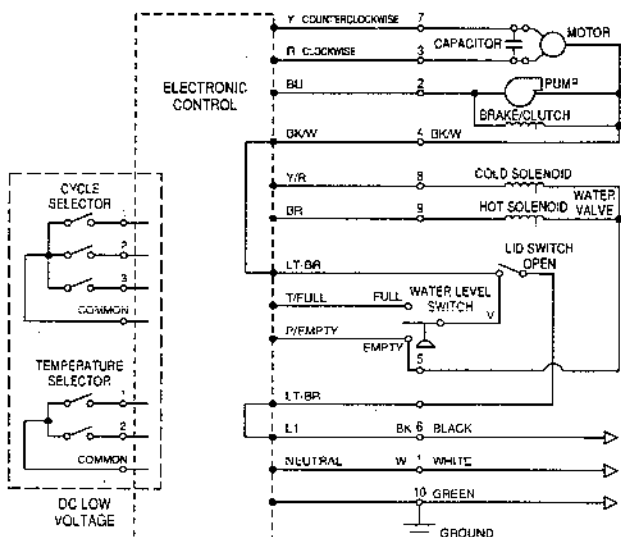 Y COUNTERCLOCKWISE 7
CAPACITOR
MOTOR
R CLOCKWISE 3
ELECTRONIC
CONTROL
BU 2
PUMP
BRAKE/CLUTCH
BK/W 4 BK/W
Y/R 8 COLD SOLENOID
WATER
VALVE
BR 9 HOT SOLENOID
CYCLE
SELECTOR
1
2
3
COMMON
LT-BR
LID SWITCH
OPEN
T/FULL FULL
WATER LEVEL
SWITCH
V
P/EMPTY EMPTY
5
TEMPERATURE
SELECTOR
1
2
COMMON
LT-BR
L1 BK 6 BLACK
NEUTRAL W 1 WHITE
10 GREEN
GROUND
DC LOW
VOLTAGE